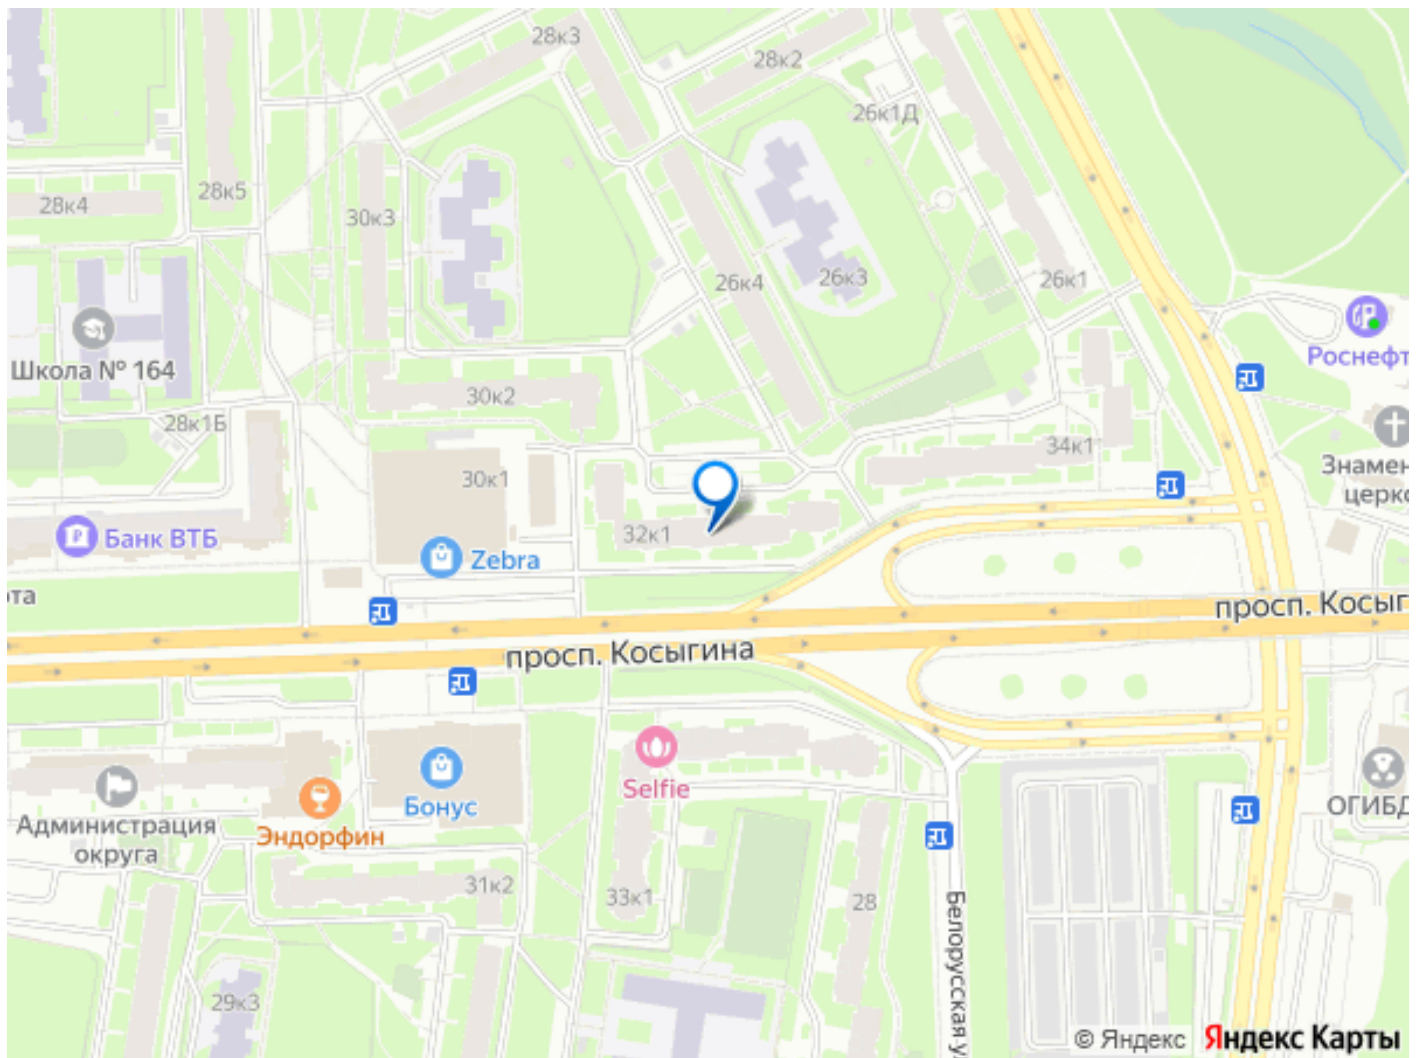 28к3
28к2
26к1Д
28к5
28к4
30к3
26к4
26к3
26к1
Школа № 164
Роснефт
30к2
28к1Б
34к1
Знамен
церко
30к1
32к1
Банк ВТБ
Zebra
ота
просп. Косыг
просп. Косыгина
Selfie
Бонус
Администрация
округа
Эндорфин
ОГИБД
31к2
33к1
28
Белорусская у
29к3
© Яндекс Яндекс Карты